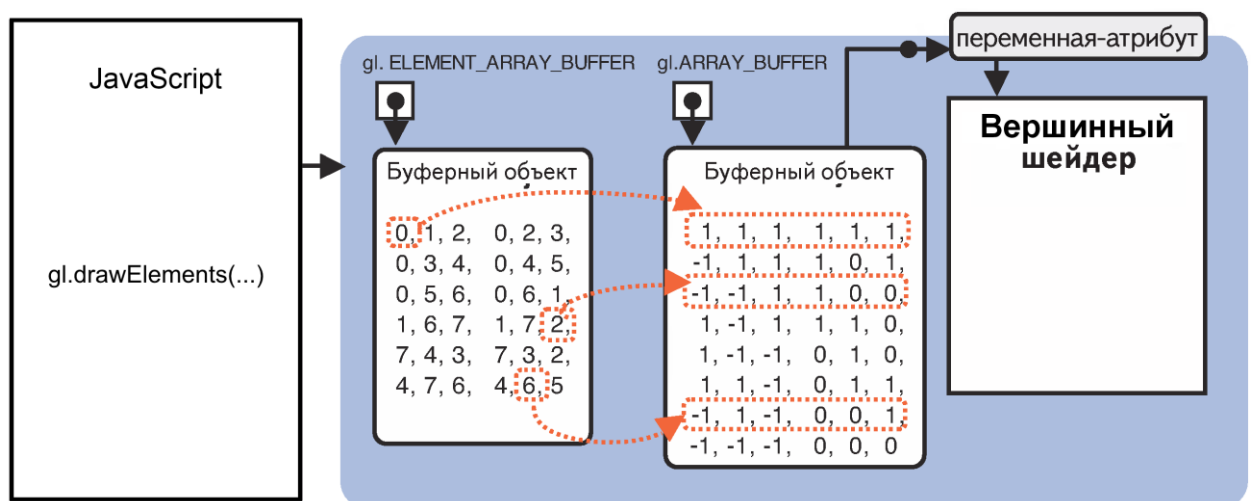 JavaScript
gl.drawElements(...)
gl. ELEMENT_ARRAY_BUFFER
Буферный объект
0, 1, 2, 0, 2, 3,
0, 3, 4, 0, 4, 5,
0, 5, 6, 0, 6, 1,
1, 6, 7, 1, 7, 2,
7, 4, 3, 7, 3, 2,
4, 7, 6, 4, 6, 5
gl.ARRAY_BUFFER
Буферный объект
1, 1, 1, 1, 1, 1,
-1, 1, 1, 1, 0, 1,
-1, -1, 1, 1, 0, 0,
1, -1, 1, 1, 1, 0,
1, -1, -1, 0, 1, 0,
1, 1, -1, 0, 1, 1,
-1, 1, -1, 0, 0, 1,
-1, -1, -1, 0, 0, 0
переменная-атрибут
Вершинный
шейдер